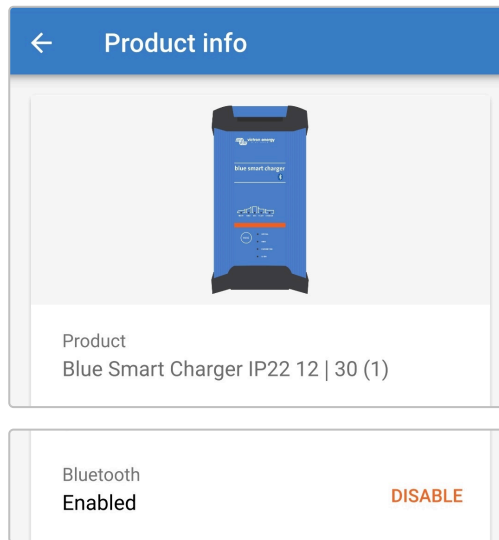 Product info
victron energy
blue smart charger
Product
Blue Smart Charger IP22 12 | 30 (1)
Bluetooth
Enabled
DISABLE